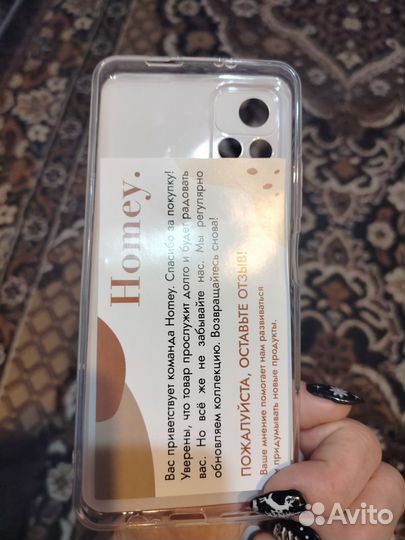 Homey.
Вас приветствует команда Homey. Спасибо за покупку!
Уверены, что товар прослужит долго и будет радовать
вас. Но всё же не забывайте нас. Мы регулярно
обновляем коллекцию. Возвращайтесь снова!
ПОЖАЛУЙСТА, ОСТАВЬТЕ ОТЗЫВ!
Ваше мнение помогает нам развиваться
и придумывать новые продукты.
Avito